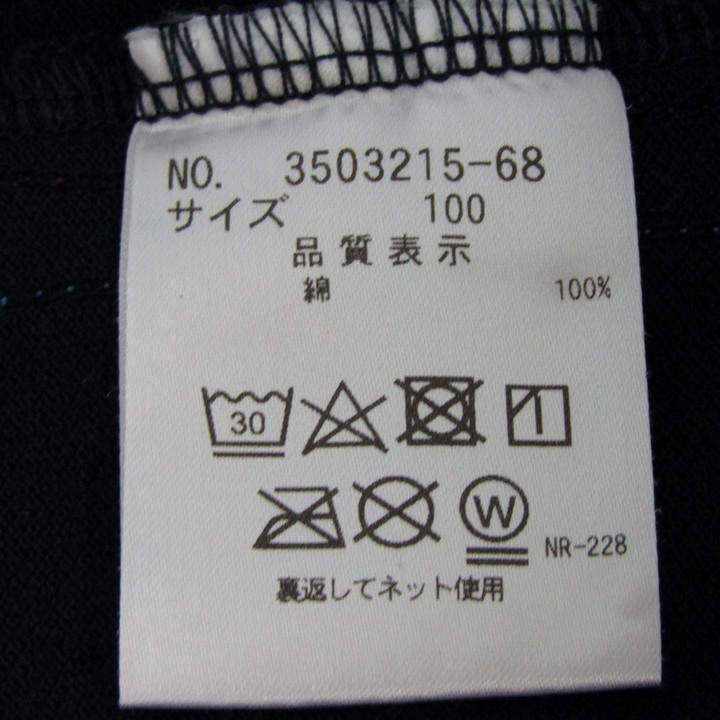 NO. 3503215-68
サイズ 100
品質表示
綿 100%
30
W NR-228
裏返してネット使用